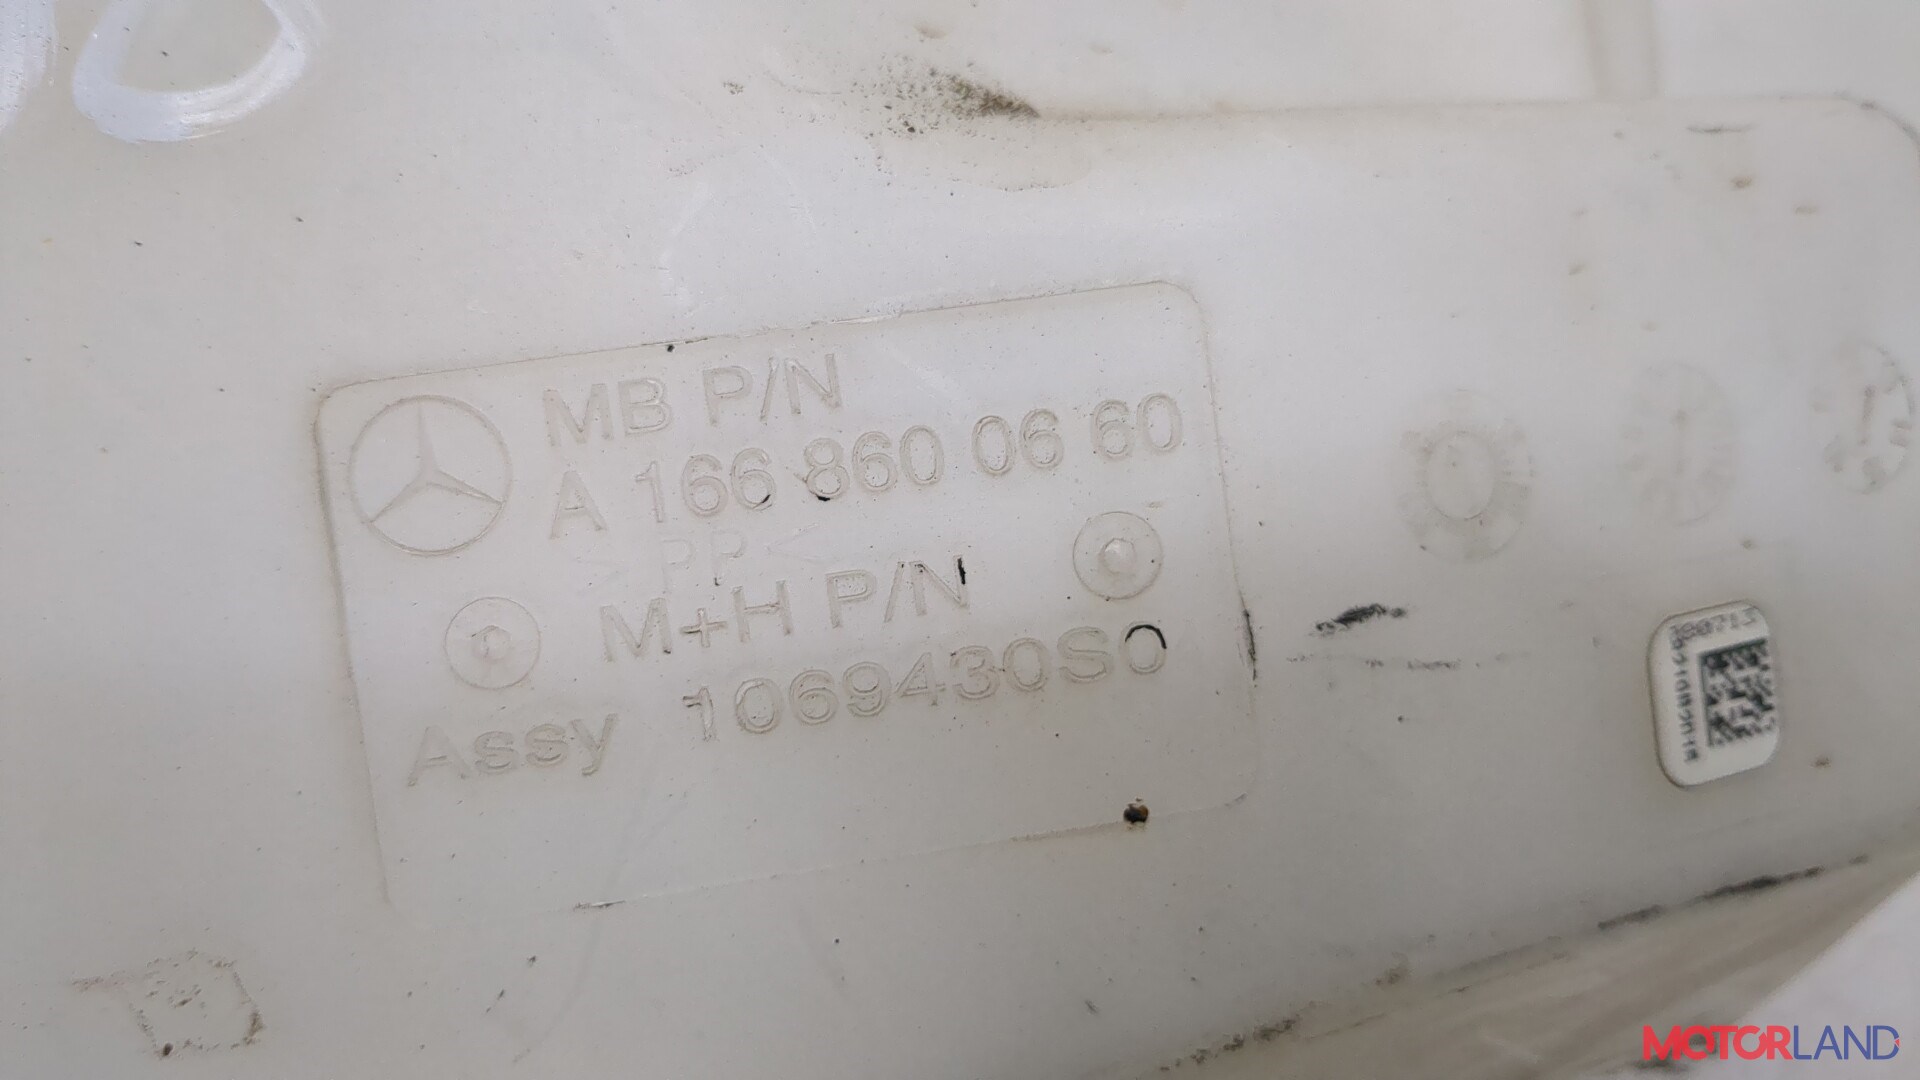 MB P/N
A 166 860 06 60
PP<
M+H P/N
Assy 1069430S0
MOTORLAND